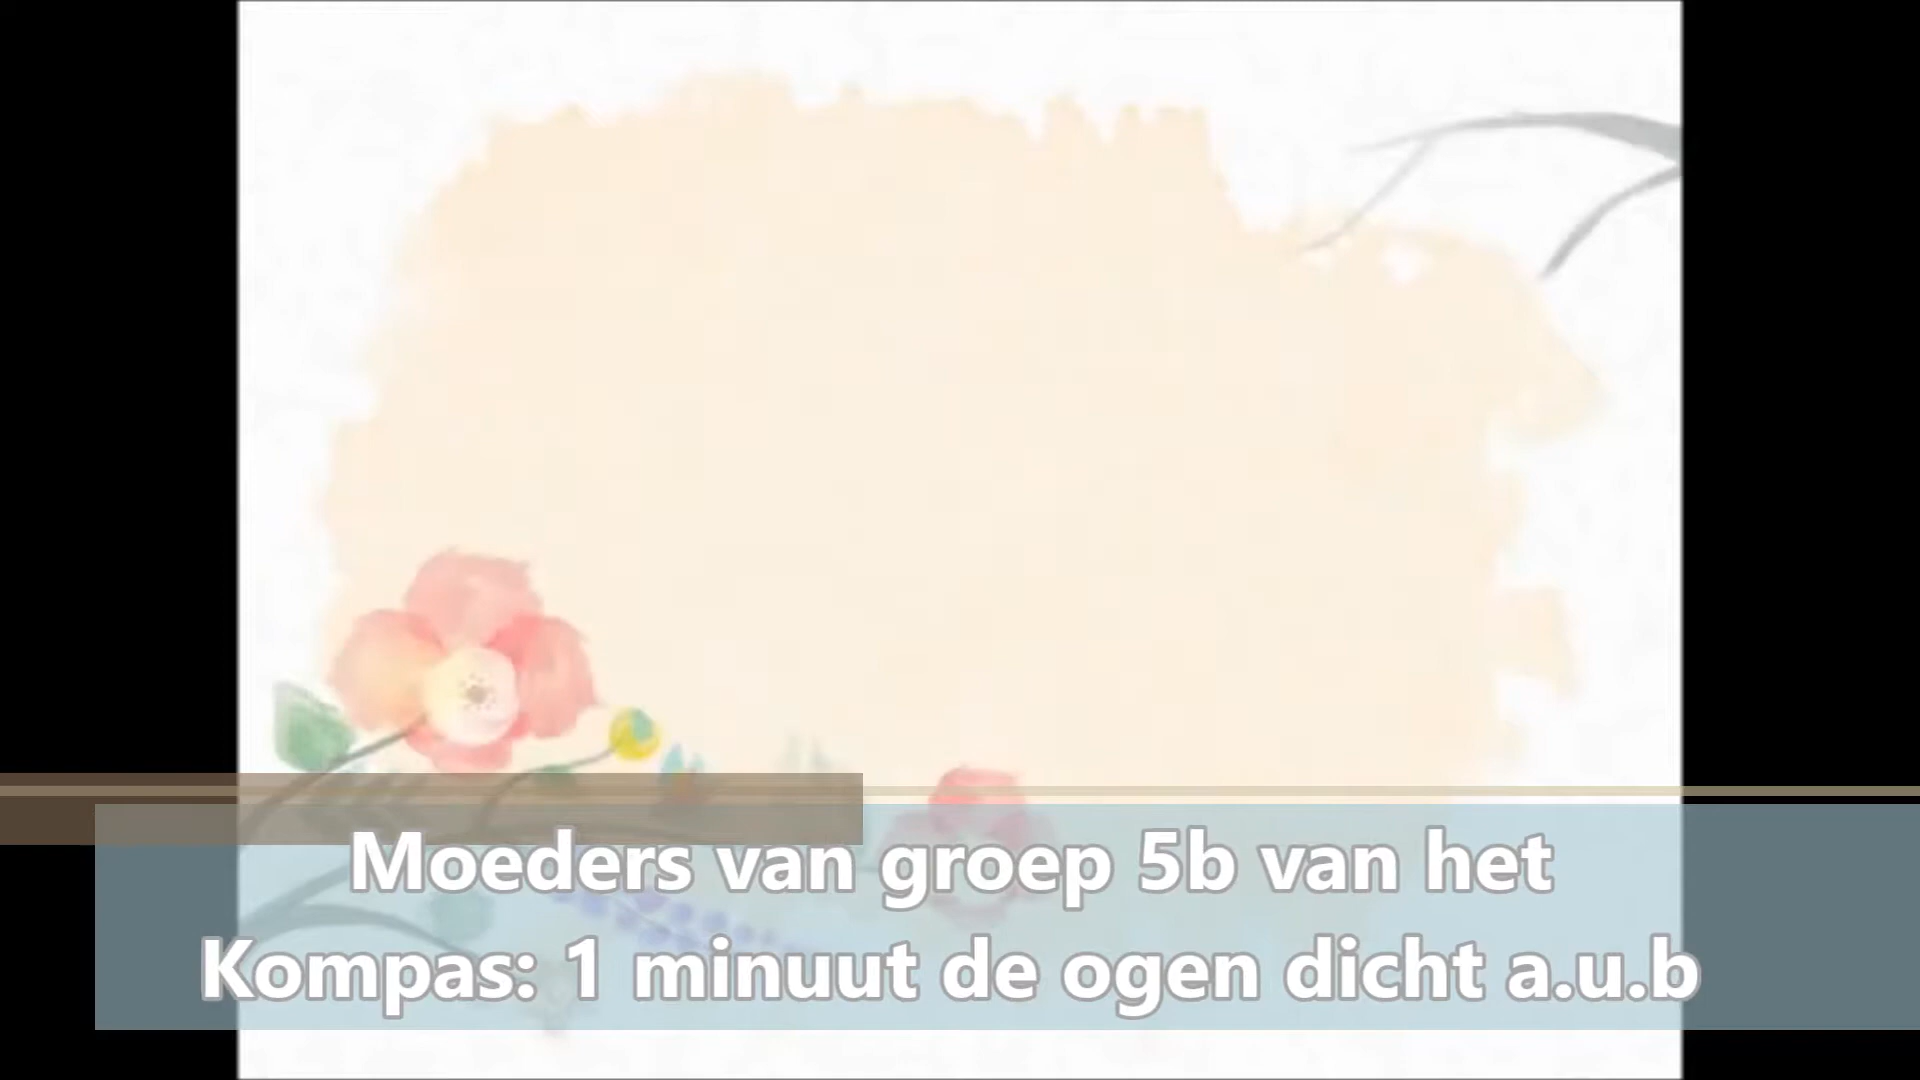 Moeders van groep 5b van het
Kompas: 1 minuut de ogen dicht a.u.b